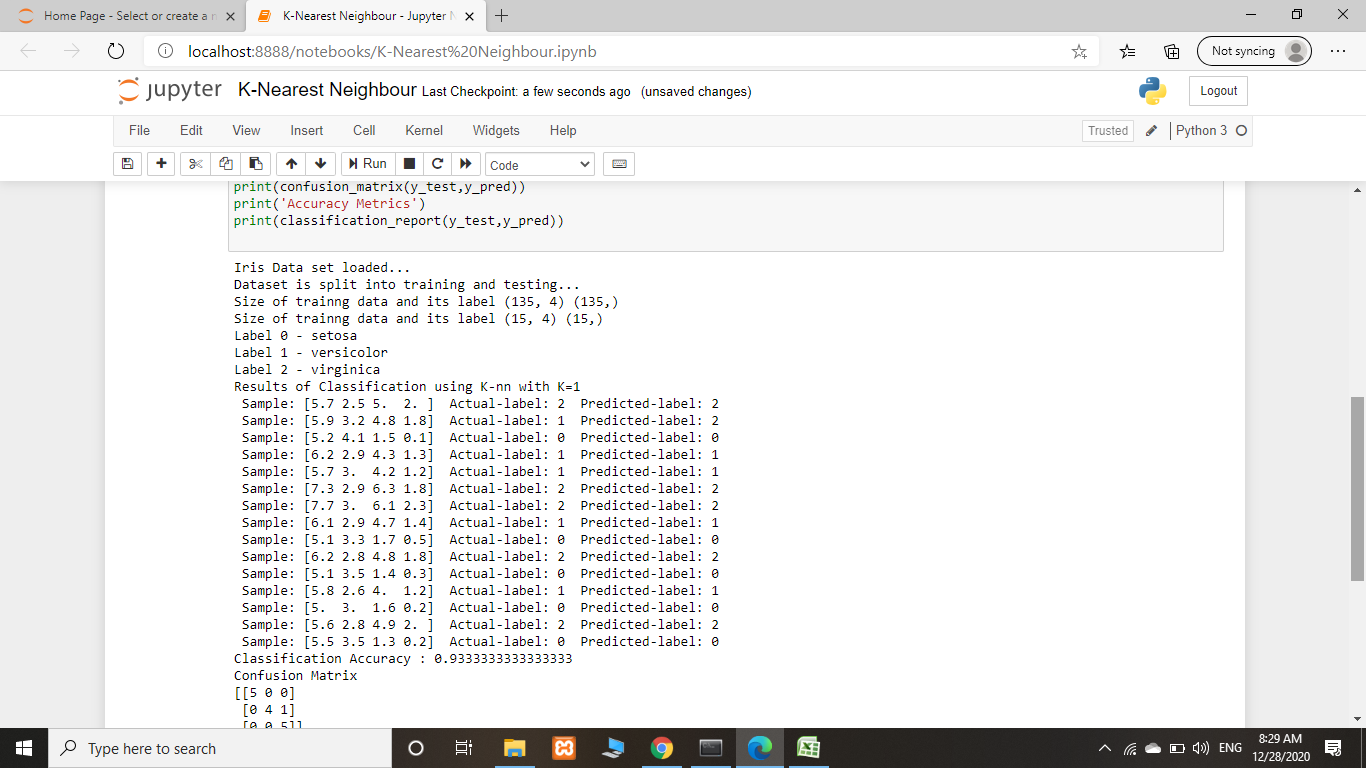 Home Page - Select or create a n
K-Nearest Neighbour - Jupyter N
localhost:8888/notebooks/K-Nearest%20Neighbour.ipynb
Not syncing
jupyter K-Nearest Neighbour Last Checkpoint: a few seconds ago (unsaved changes)
Logout
File Edit View Insert Cell Kernel Widgets Help
Trusted
Python 3
Run
Code
print(confusion_matrix(y_test,y_pred))
print('Accuracy Metrics')
print(classification_report(y_test,y_pred))
Iris Data set loaded...
Dataset is split into training and testing...
Size of trainng data and its label (135, 4) (135,)
Size of trainng data and its label (15, 4) (15,)
Label 0 - setosa
Label 1 - versicolor
Label 2 - virginica
Results of Classification using K-nn with K=1
Sample: [5.7 2.5 5.  2. ]  Actual-label: 2  Predicted-label: 2
Sample: [5.9 3.2 4.8 1.8]  Actual-label: 1  Predicted-label: 2
Sample: [5.2 4.1 1.5 0.1]  Actual-label: 0  Predicted-label: 0
Sample: [6.2 2.9 4.3 1.3]  Actual-label: 1  Predicted-label: 1
Sample: [5.7 3.  4.2 1.2]  Actual-label: 1  Predicted-label: 1
Sample: [7.3 2.9 6.3 1.8]  Actual-label: 2  Predicted-label: 2
Sample: [7.7 3.  6.1 2.3]  Actual-label: 2  Predicted-label: 2
Sample: [6.1 2.9 4.7 1.4]  Actual-label: 1  Predicted-label: 1
Sample: [5.1 3.3 1.7 0.5]  Actual-label: 0  Predicted-label: 0
Sample: [6.2 2.8 4.8 1.8]  Actual-label: 2  Predicted-label: 2
Sample: [5.1 3.5 1.4 0.3]  Actual-label: 0  Predicted-label: 0
Sample: [5.8 2.6 4.  1.2]  Actual-label: 1  Predicted-label: 1
Sample: [5.  3.  1.6 0.2]  Actual-label: 0  Predicted-label: 0
Sample: [5.6 2.8 4.9 2. ]  Actual-label: 2  Predicted-label: 2
Sample: [5.5 3.5 1.3 0.2]  Actual-label: 0  Predicted-label: 0
Classification Accuracy : 0.9333333333333333
Confusion Matrix
[[5 0 0]
[0 4 1]
[0 0 5]]
Type here to search
ENG
8:29 AM
12/28/2020